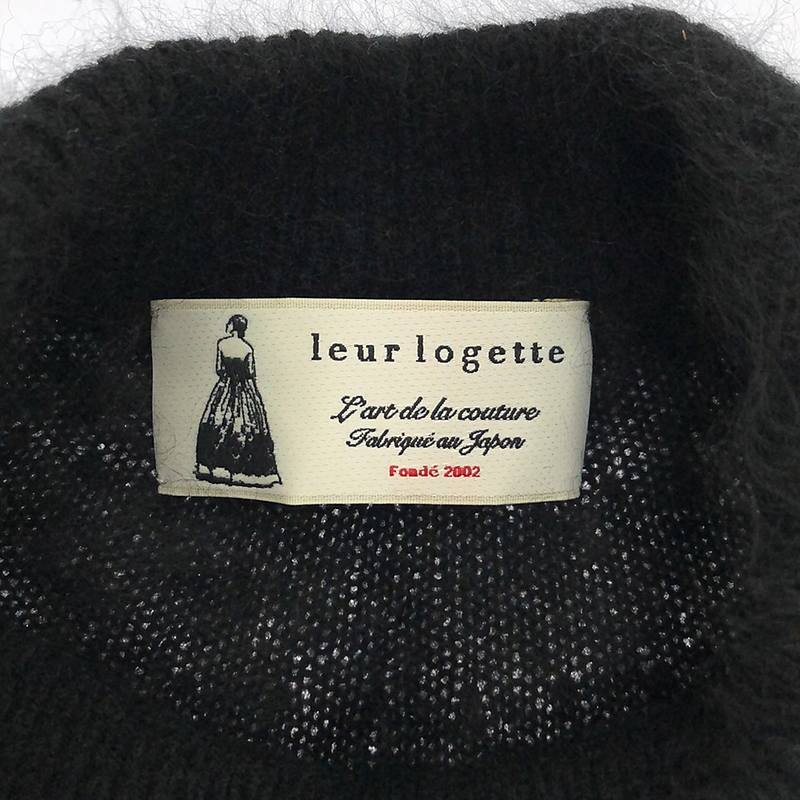 leur logette
L'art de la couture
Fabriqué au Japon
Fondé 2002